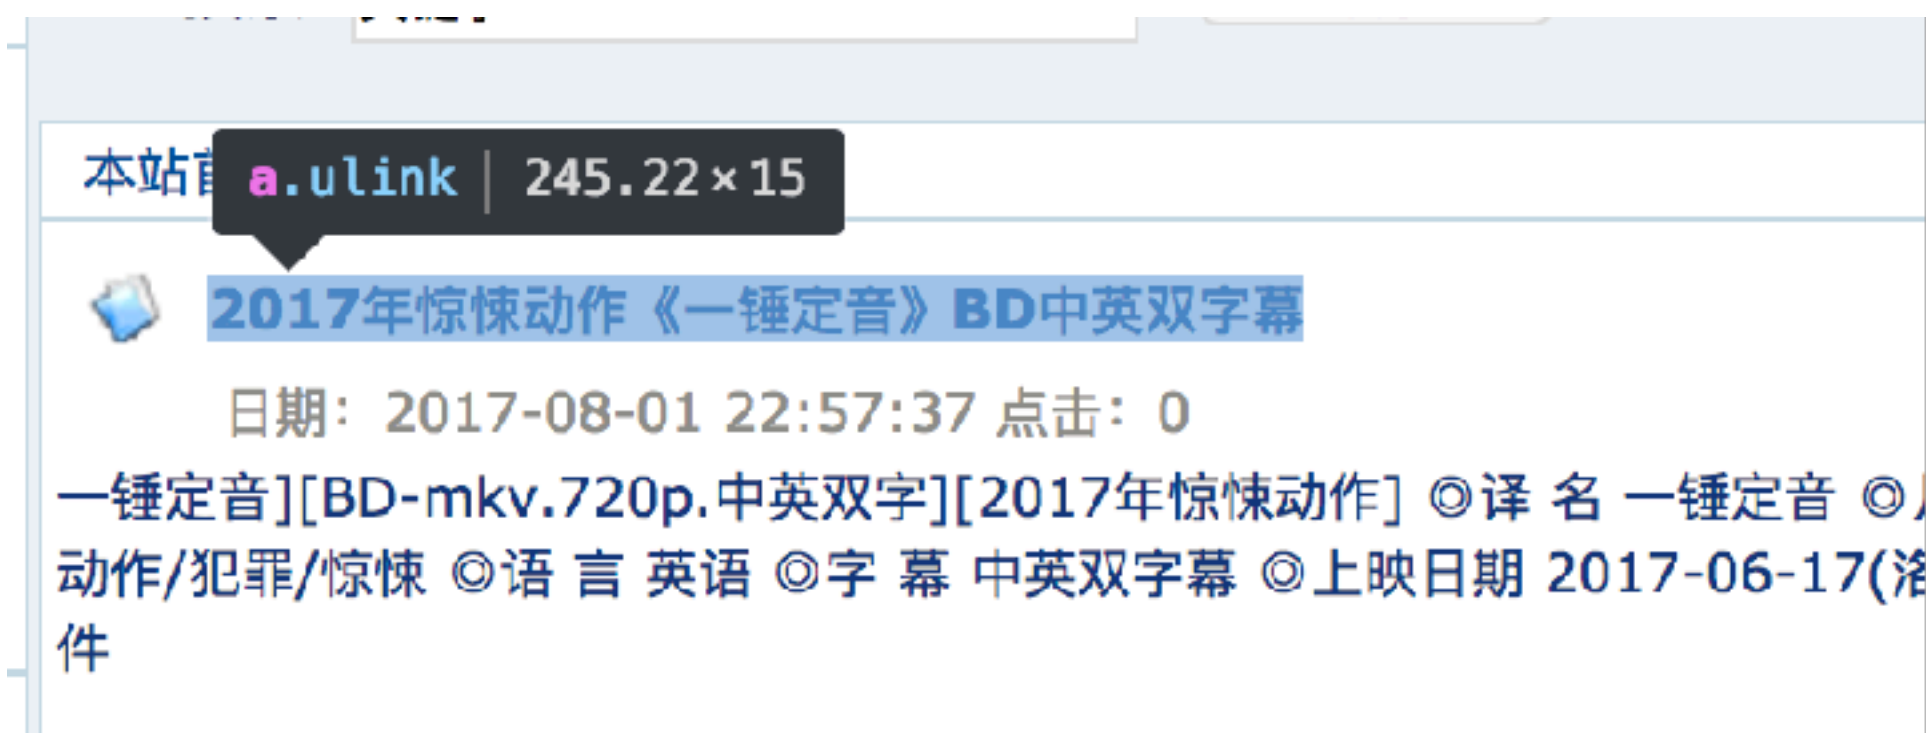 本站
a.ulink | 245.22×15
2017年惊悚动作《一锤定音》BD中英双字幕
日期：2017-08-01 22:57:37 点击：0
一锤定音][BD-mkv.720p.中英双字][2017年惊悚动作] ◎译 名 一锤定音 ◎
动作/犯罪/惊悚 ◎语 言 英语 ◎字 幕 中英双字幕 ◎上映日期 2017-06-17(
件